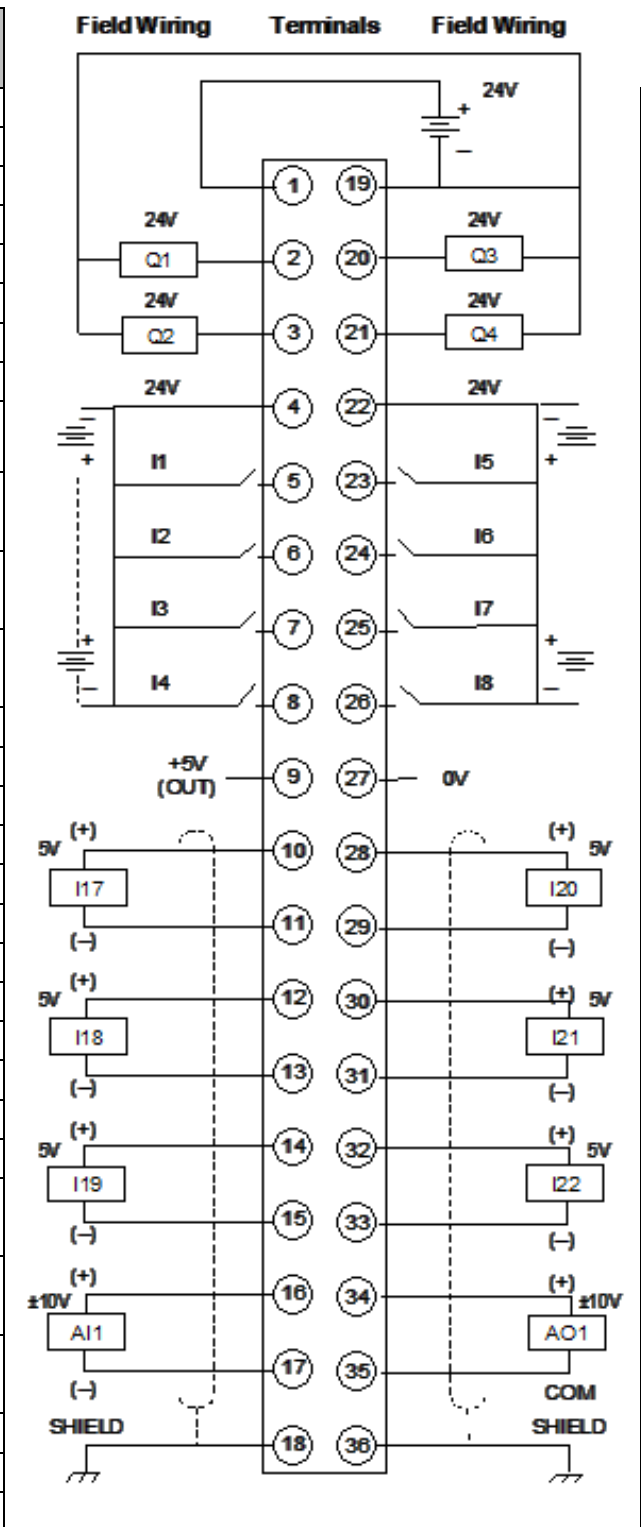 Field Wiring Terminals Field Wiring
24V
+
–
1 19
24V 24V
Q1 2 20 Q3
24V 24V
Q2 3 21 Q4
24V 4 22 24V
– –
+ I1 5 23 I5 +
I2 6 24 I6
I3 7 25 I7
+ +
– I4 8 26 I8 –
+5V
(OUT) 9 27 0V
(+) (+)
5V 10 28 5V
I17 I20
11 29
(–) (–)
(+) 12 30 (+)
5V 5V
I18 I21
13 31
(–) (–)
(+) (+)
5V 14 32 5V
I19 I22
15 33
(–) (–)
(+) 16 34 (+)
±10V ±10V
AI1 AO1
17 35
(–) COM
SHIELD SHIELD
18 36